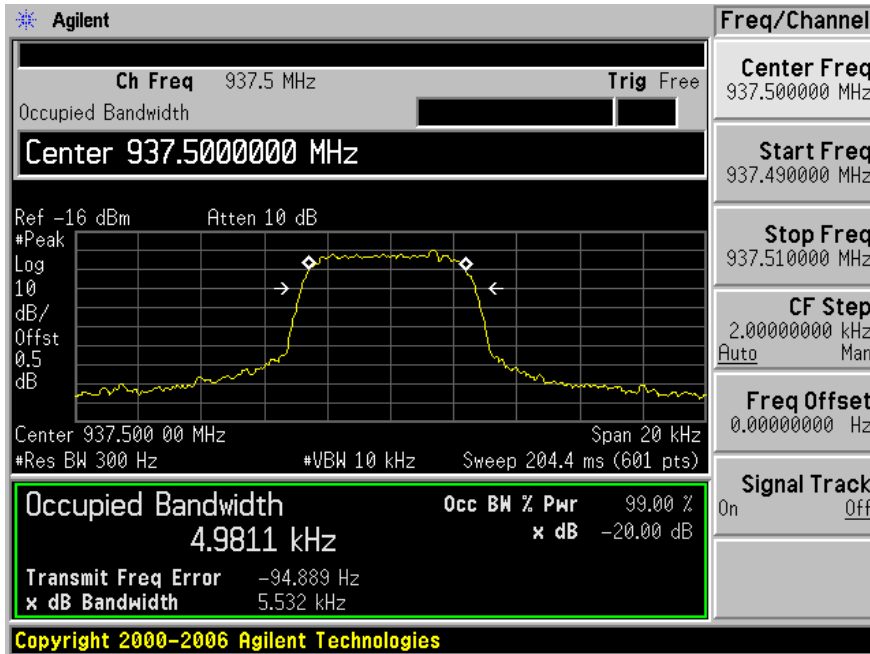 Agilent
Ch Freq 937.5 MHz Trig Free
Occupied Bandwidth
Center 937.5000000 MHz
Ref -16 dBm Atten 10 dB
#Peak
Log
10
dB/
Offst
0.5
dB
Center 937.500 00 MHz Span 20 kHz
#Res BW 300 Hz #VBW 10 kHz Sweep 204.4 ms (601 pts)
Occupied Bandwidth
4.9811 kHz
Occ BW % Pwr 99.00 %
x dB -20.00 dB
Transmit Freq Error -94.889 Hz
x dB Bandwidth 5.532 kHz
Copyright 2000-2006 Agilent Technologies
Freq/Channel
Center Freq
937.500000 MHz
Start Freq
937.490000 MHz
Stop Freq
937.510000 MHz
CF Step
2.00000000 kHz
Auto Man
Freq Offset
0.00000000 Hz
Signal Track
On Off